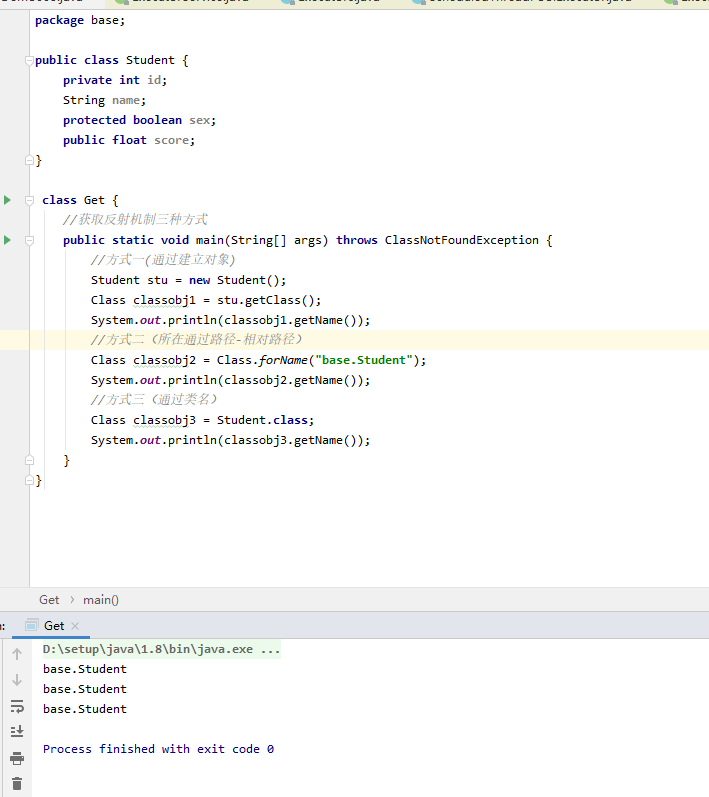 package base;
public class Student {
    private int id;
    String name;
    protected boolean sex;
    public float score;
}
class Get {
    //获取反射机制三种方式
    public static void main(String[] args) throws ClassNotFoundException {
        //方式一(通过建立对象)
        Student stu = new Student();
        Class classobj1 = stu.getClass();
        System.out.println(classobj1.getName());
        //方式二（所在通过路径-相对路径）
        Class classobj2 = Class.forName("base.Student");
        System.out.println(classobj2.getName());
        //方式三（通过类名）
        Class classobj3 = Student.class;
        System.out.println(classobj3.getName());
    }
}
Get > main()
Get ×
D:\setup\java\1.8\bin\java.exe ...
base.Student
base.Student
base.Student
Process finished with exit code 0